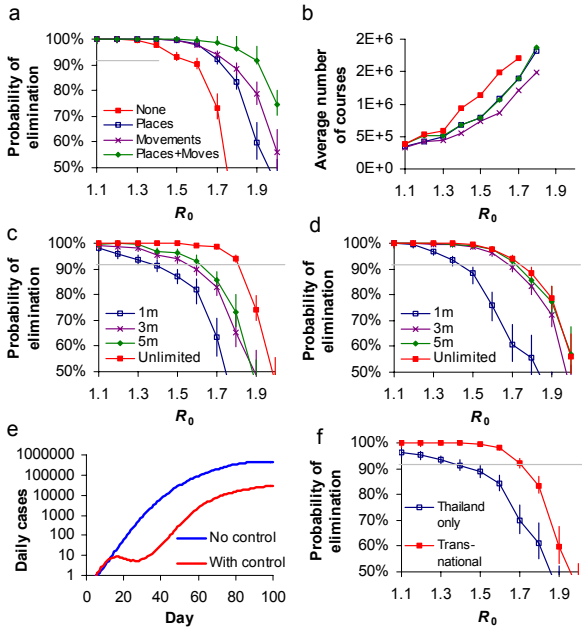 a
Probability of
elimination
100%
90%
80%
70%
60%
50%
None
Places
Movements
Places+Moves
1.1 1.3 1.5 1.7 1.9
R0
b
Average number
of courses
2E+6
2E+6
1E+6
5E+5
0E+0
1.1 1.3 1.5 1.7 1.9
R0
c
Probability of
elimination
100%
90%
80%
70%
60%
50%
1m
3m
5m
Unlimited
1.1 1.3 1.5 1.7 1.9
R0
d
Probability of
elimination
100%
90%
80%
70%
60%
50%
1m
3m
5m
Unlimited
1.1 1.3 1.5 1.7 1.9
R0
e
Daily cases
1000000
100000
10000
1000
100
10
1
No control
With control
0 20 40 60 80 100
Day
f
Probability of
elimination
100%
90%
80%
70%
60%
50%
Thailand
only
Trans-
national
1.1 1.3 1.5 1.7 1.9
R0